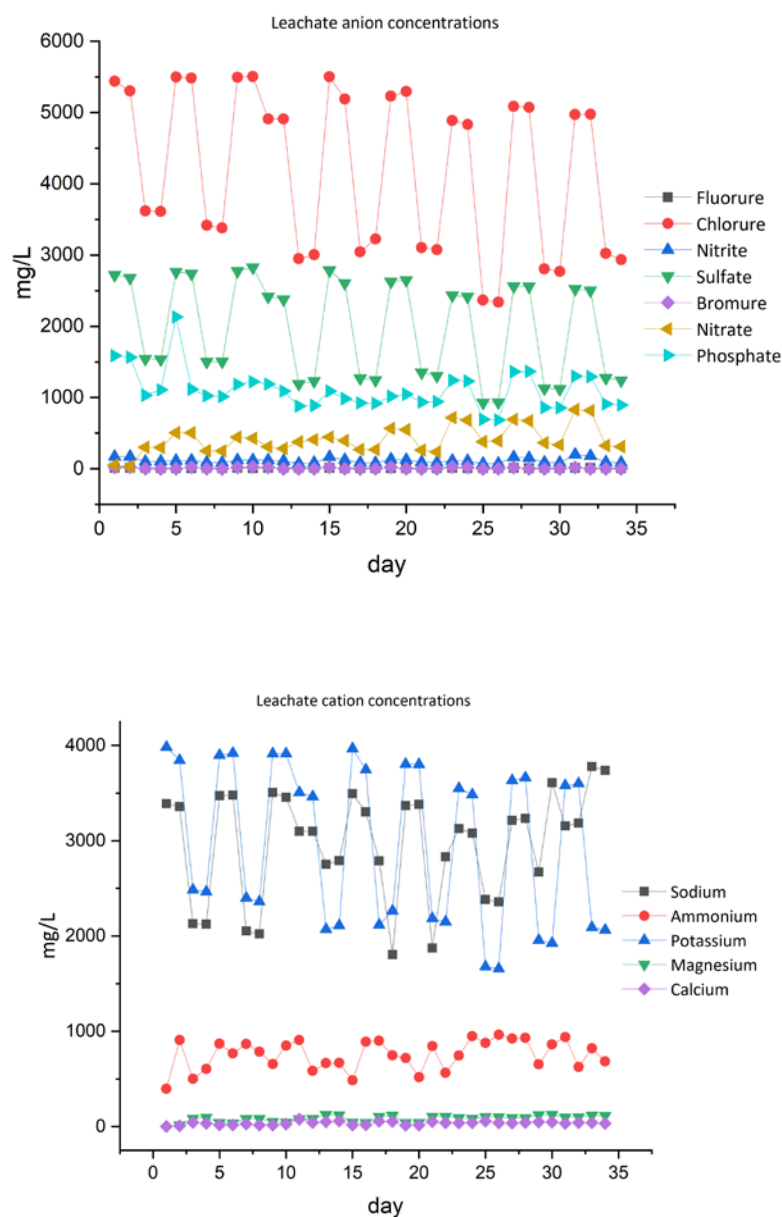 Leachate anion concentrations
6000
5000
4000
3000
2000
1000
0
mg/L
0 5 10 15 20 25 30 35
day
Fluorure
Chlorure
Nitrite
Sulfate
Bromure
Nitrate
Phosphate
Leachate cation concentrations
4000
3000
2000
1000
0
mg/L
0 5 10 15 20 25 30 35
day
Sodium
Ammonium
Potassium
Magnesium
Calcium